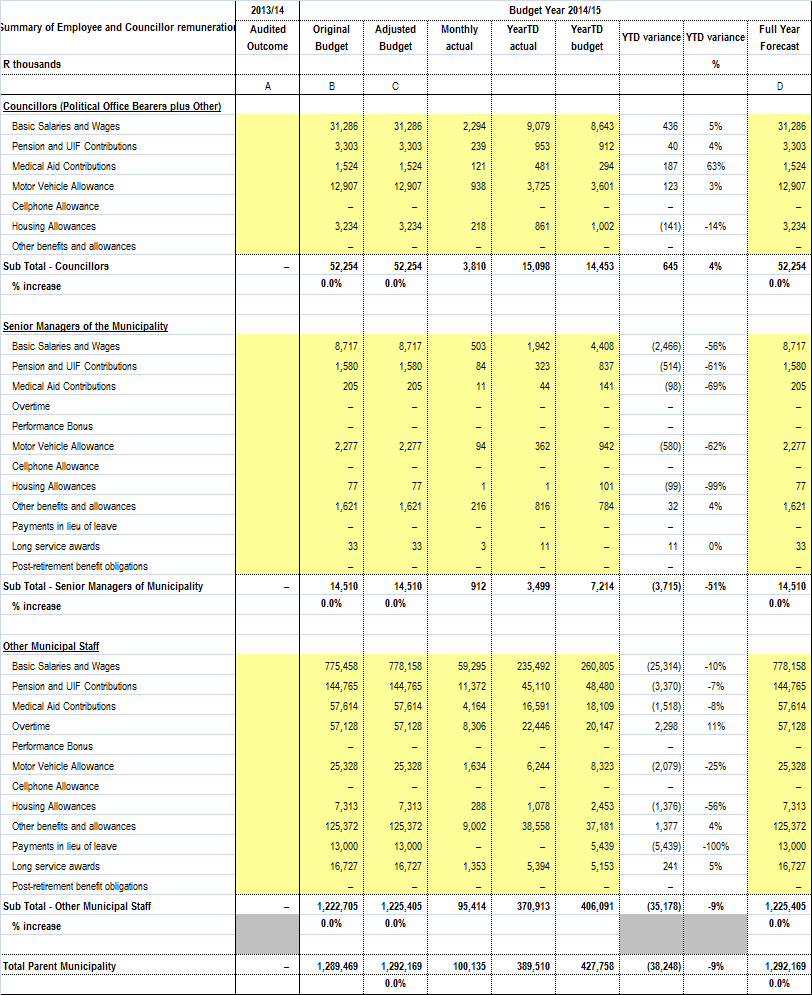 2013/14 Budget Year 2014/15
Summary of Employee and Councillor remuneration Audited Outcome Original Budget Adjusted Budget Monthly actual YearTD actual YearTD budget YTD variance YTD variance Full Year Forecast
R thousands %
A B C D
Councillors (Political Office Bearers plus Other)
Basic Salaries and Wages 31,286 31,286 2,294 9,079 8,643 436 5% 31,286
Pension and UIF Contributions 3,303 3,303 239 953 912 40 4% 3,303
Medical Aid Contributions 1,524 1,524 121 481 294 187 63% 1,524
Motor Vehicle Allowance 12,907 12,907 938 3,725 3,601 123 3% 12,907
Cellphone Allowance – – – – – – –
Housing Allowances 3,234 3,234 218 861 1,002 (141) -14% 3,234
Other benefits and allowances – – – – – – –
Sub Total - Councillors – 52,254 52,254 3,810 15,098 14,453 645 4% 52,254
% increase 0.0% 0.0% 0.0%
Senior Managers of the Municipality
Basic Salaries and Wages 8,717 8,717 503 1,942 4,408 (2,466) -56% 8,717
Pension and UIF Contributions 1,580 1,580 84 323 837 (514) -61% 1,580
Medical Aid Contributions 205 205 11 44 141 (98) -69% 205
Overtime – – – – – – –
Performance Bonus – – – – – – –
Motor Vehicle Allowance 2,277 2,277 94 362 942 (580) -62% 2,277
Cellphone Allowance – – – – – – –
Housing Allowances 77 77 1 1 101 (99) -99% 77
Other benefits and allowances 1,621 1,621 216 816 784 32 4% 1,621
Payments in lieu of leave – – – – – – –
Long service awards 33 33 3 11 – 11 0% 33
Post-retirement benefit obligations – – – – – – –
Sub Total - Senior Managers of Municipality – 14,510 14,510 912 3,499 7,214 (3,715) -51% 14,510
% increase 0.0% 0.0% 0.0%
Other Municipal Staff
Basic Salaries and Wages 775,458 778,158 59,295 235,492 260,805 (25,314) -10% 778,158
Pension and UIF Contributions 144,765 144,765 11,372 45,110 48,480 (3,370) -7% 144,765
Medical Aid Contributions 57,614 57,614 4,164 16,591 18,109 (1,518) -8% 57,614
Overtime 57,128 57,128 8,306 22,446 20,147 2,298 11% 57,128
Performance Bonus – – – – – – –
Motor Vehicle Allowance 25,328 25,328 1,634 6,244 8,323 (2,079) -25% 25,328
Cellphone Allowance – – – – – – –
Housing Allowances 7,313 7,313 288 1,078 2,453 (1,376) -56% 7,313
Other benefits and allowances 125,372 125,372 9,002 38,558 37,181 1,377 4% 125,372
Payments in lieu of leave 13,000 13,000 – – 5,439 (5,439) -100% 13,000
Long service awards 16,727 16,727 1,353 5,394 5,153 241 5% 16,727
Post-retirement benefit obligations – – – – – – –
Sub Total - Other Municipal Staff – 1,222,705 1,225,405 95,414 370,913 406,091 (35,178) -9% 1,225,405
% increase 0.0% 0.0% 0.0%
Total Parent Municipality – 1,289,469 1,292,169 100,135 389,510 427,758 (38,248) -9% 1,292,169
0.0% 0.0%